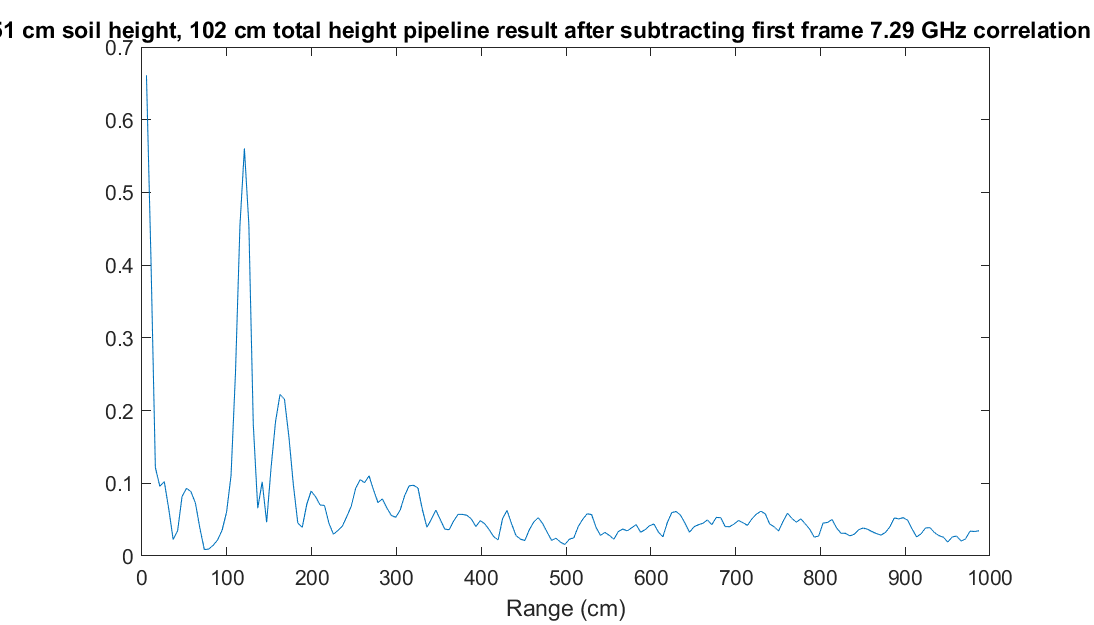 51 cm soil height, 102 cm total height pipeline result after subtracting first frame 7.29 GHz correlation
0.7
0.6
0.5
0.4
0.3
0.2
0.1
0
0 100 200 300 400 500 600 700 800 900 1000
Range (cm)